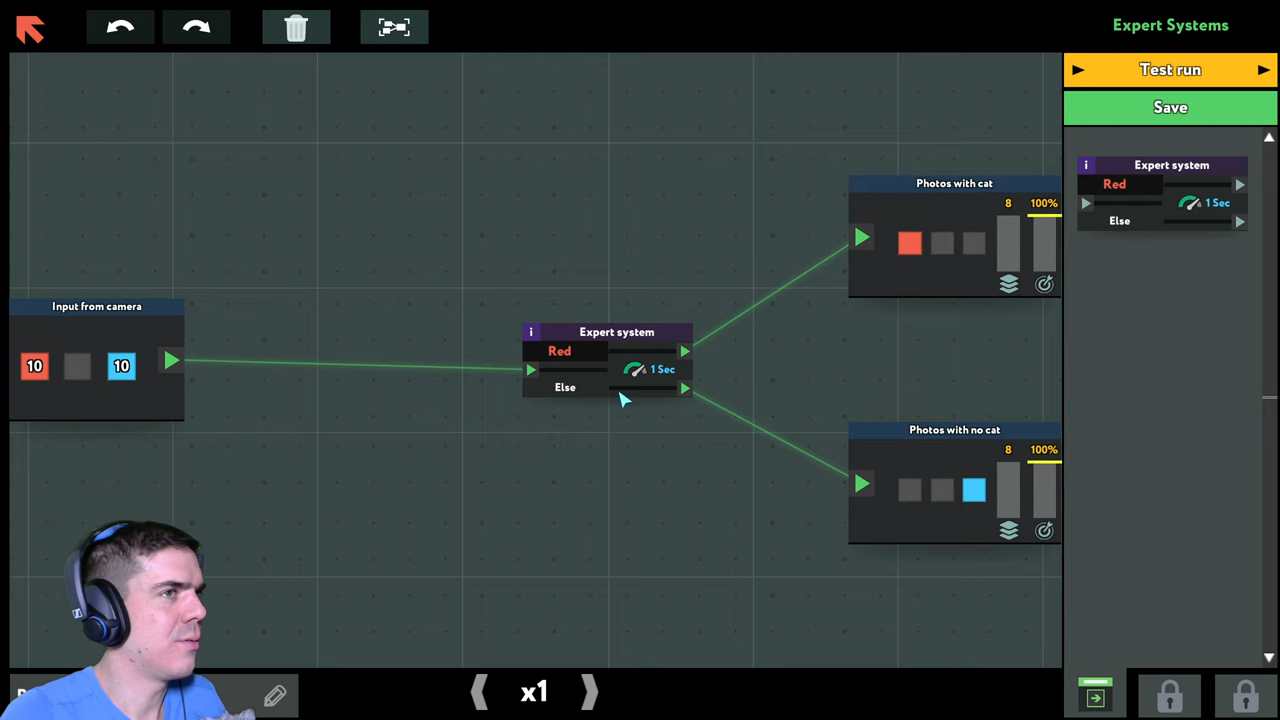 Expert Systems
Test run
Save
i Expert system
Red
1 Sec
Else
Photos with cat
8 100%
Input from camera
10 10
i Expert system
Red
1 Sec
Else
Photos with no cat
8 100%
x1